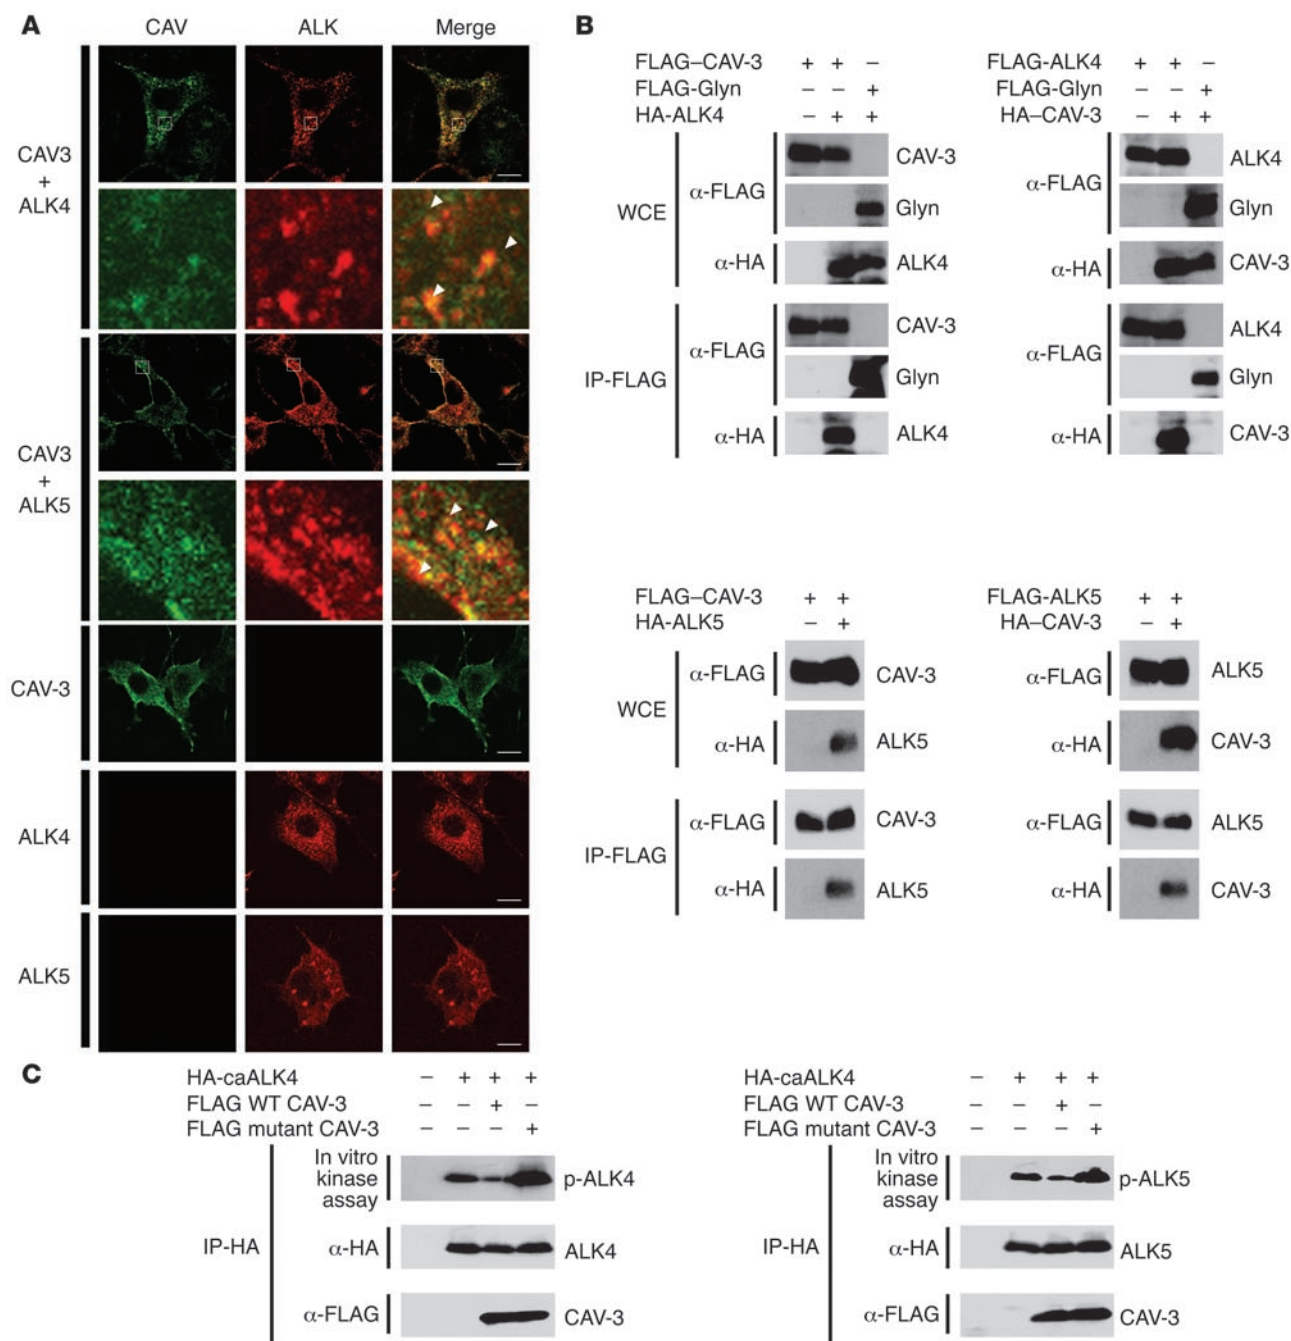 A
CAV ALK Merge
CAV3
+
ALK4
CAV3
+
ALK5
CAV-3
ALK4
ALK5
B
FLAG–CAV-3 + + –
FLAG-Glyn – – +
HA-ALK4 – + +
WCE
α-FLAG
CAV-3
Glyn
α-HA
ALK4
IP-FLAG
α-FLAG
CAV-3
Glyn
α-HA
ALK4
FLAG-ALK4 + + –
FLAG-Glyn – – +
HA–CAV-3 – + +
α-FLAG
ALK4
Glyn
α-HA
CAV-3
α-FLAG
ALK4
Glyn
α-HA
CAV-3
FLAG–CAV-3 + +
HA-ALK5 – +
WCE
α-FLAG
CAV-3
α-HA
ALK5
IP-FLAG
α-FLAG
CAV-3
α-HA
ALK5
FLAG-ALK5 + +
HA–CAV-3 – +
α-FLAG
ALK5
α-HA
CAV-3
α-FLAG
ALK5
α-HA
CAV-3
C
HA-caALK4 – + + +
FLAG WT CAV-3 – – + –
FLAG mutant CAV-3 – – – +
IP-HA
In vitro
kinase
assay
p-ALK4
α-HA
ALK4
α-FLAG
CAV-3
HA-caALK4 – + + +
FLAG WT CAV-3 – – + –
FLAG mutant CAV-3 – – – +
IP-HA
In vitro
kinase
assay
p-ALK5
α-HA
ALK5
α-FLAG
CAV-3